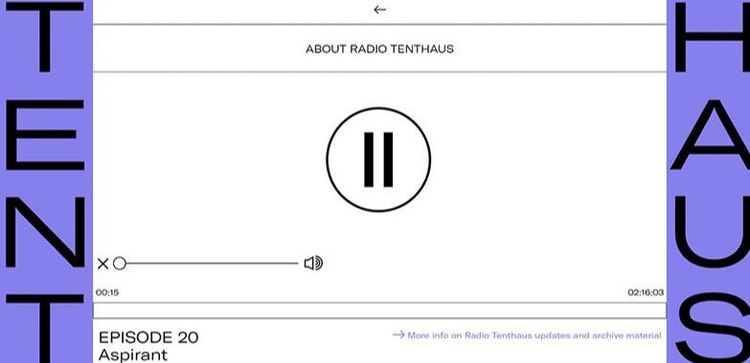 TENT
HAUS
←
ABOUT RADIO TENTHAUS
00:15
02:16:03
EPISODE 20
Aspirant
→ More info on Radio Tenthaus updates and archive material